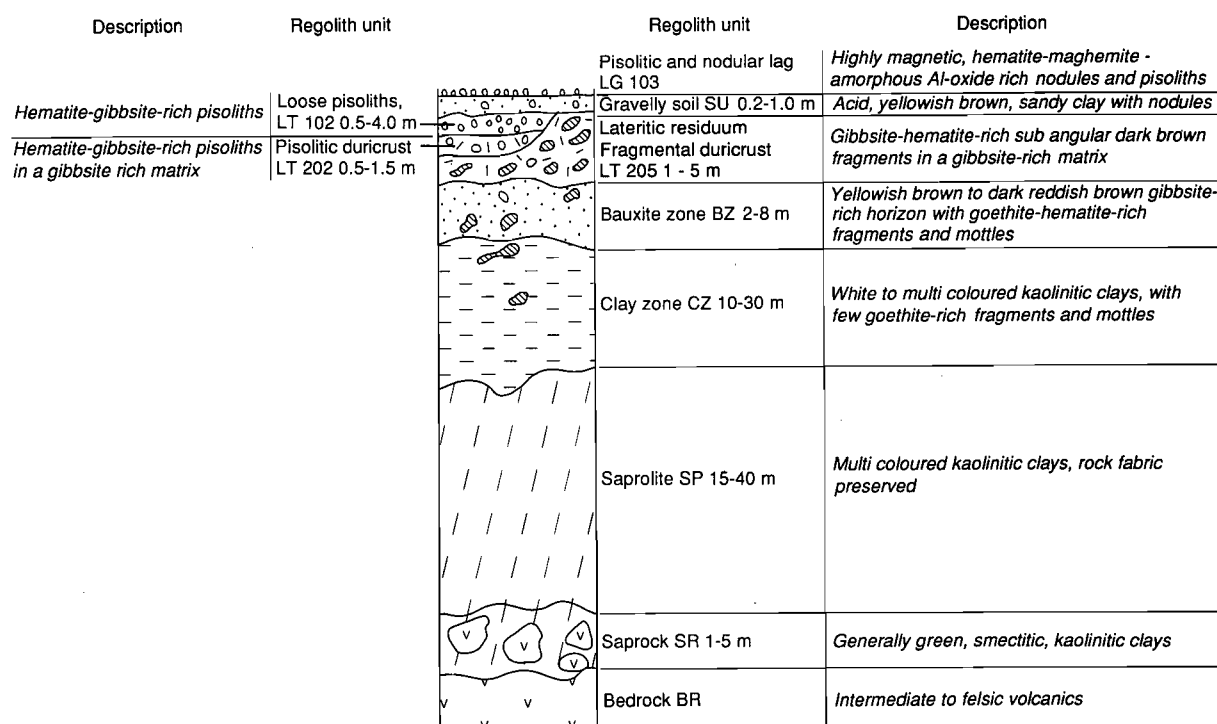 Description
Regolith unit
Regolith unit
Description
Hematite-gibbsite-rich pisoliths
Loose pisoliths,
LT 102 0.5-4.0 m
Hematite-gibbsite-rich pisoliths
in a gibbsite rich matrix
Pisolitic duricrust
LT 202 0.5-1.5 m
Pisolitic and nodular lag
LG 103
Highly magnetic, hematite-maghemite -
amorphous Al-oxide rich nodules and pisoliths
Gravelly soil SU 0.2-1.0 m
Acid, yellowish brown, sandy clay with nodules
Lateritic residuum
Fragmental duricrust
LT 205 1 - 5 m
Gibbsite-hematite-rich sub angular dark brown
fragments in a gibbsite-rich matrix
Bauxite zone BZ 2-8 m
Yellowish brown to dark reddish brown gibbsite-
rich horizon with goethite-hematite-rich
fragments and mottles
Clay zone CZ 10-30 m
White to multi coloured kaolinitic clays, with
few goethite-rich fragments and mottles
Saprolite SP 15-40 m
Multi coloured kaolinitic clays, rock fabric
preserved
Saprock SR 1-5 m
Generally green, smectitic, kaolinitic clays
Bedrock BR
Intermediate to felsic volcanics